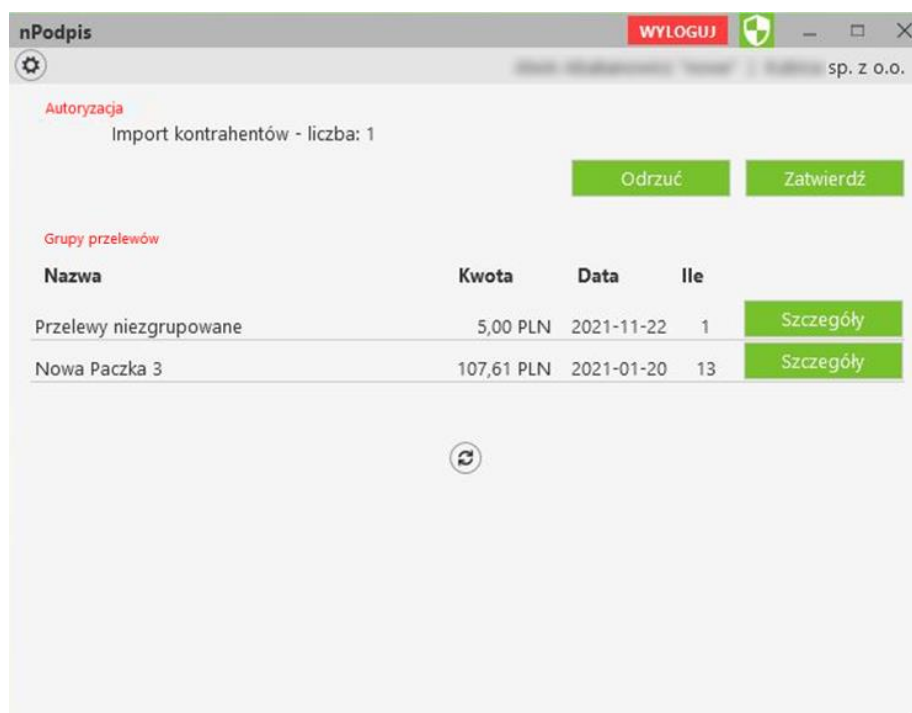 nPodpis WYLOGUJ
sp. z o.o.
Autoryzacja
Import kontrahentów - liczba: 1
Odrzuć Zatwierdź
Grupy przelewów
Nazwa Kwota Data Ile
Przelewy niezgrupowane 5,00 PLN 2021-11-22 1 Szczegóły
Nowa Paczka 3 107,61 PLN 2021-01-20 13 Szczegóły